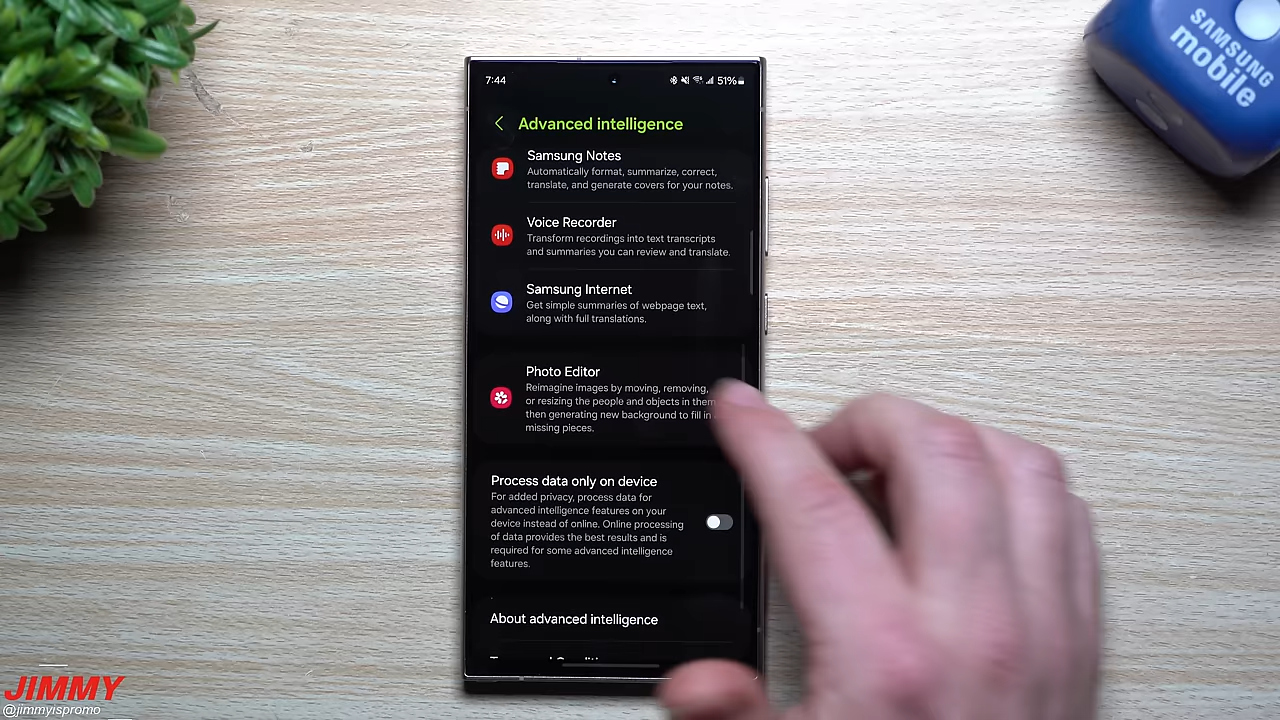 SAMSUNG
mobile
7:44
51%
Advanced intelligence
Samsung Notes
Automatically format, summarize, correct,
translate, and generate covers for your notes.
Voice Recorder
Transform recordings into text transcripts
and summaries you can review and translate.
Samsung Internet
Get simple summaries of webpage text,
along with full translations.
Photo Editor
Reimagine images by moving, removing,
or resizing the people and objects in them
then generating new background to fill in
missing pieces.
Process data only on device
For added privacy, process data for
advanced intelligence features on your
device instead of online. Online processing
of data provides the best results and is
required for some advanced intelligence
features.
About advanced intelligence
JIMMY
@jimmyispromo